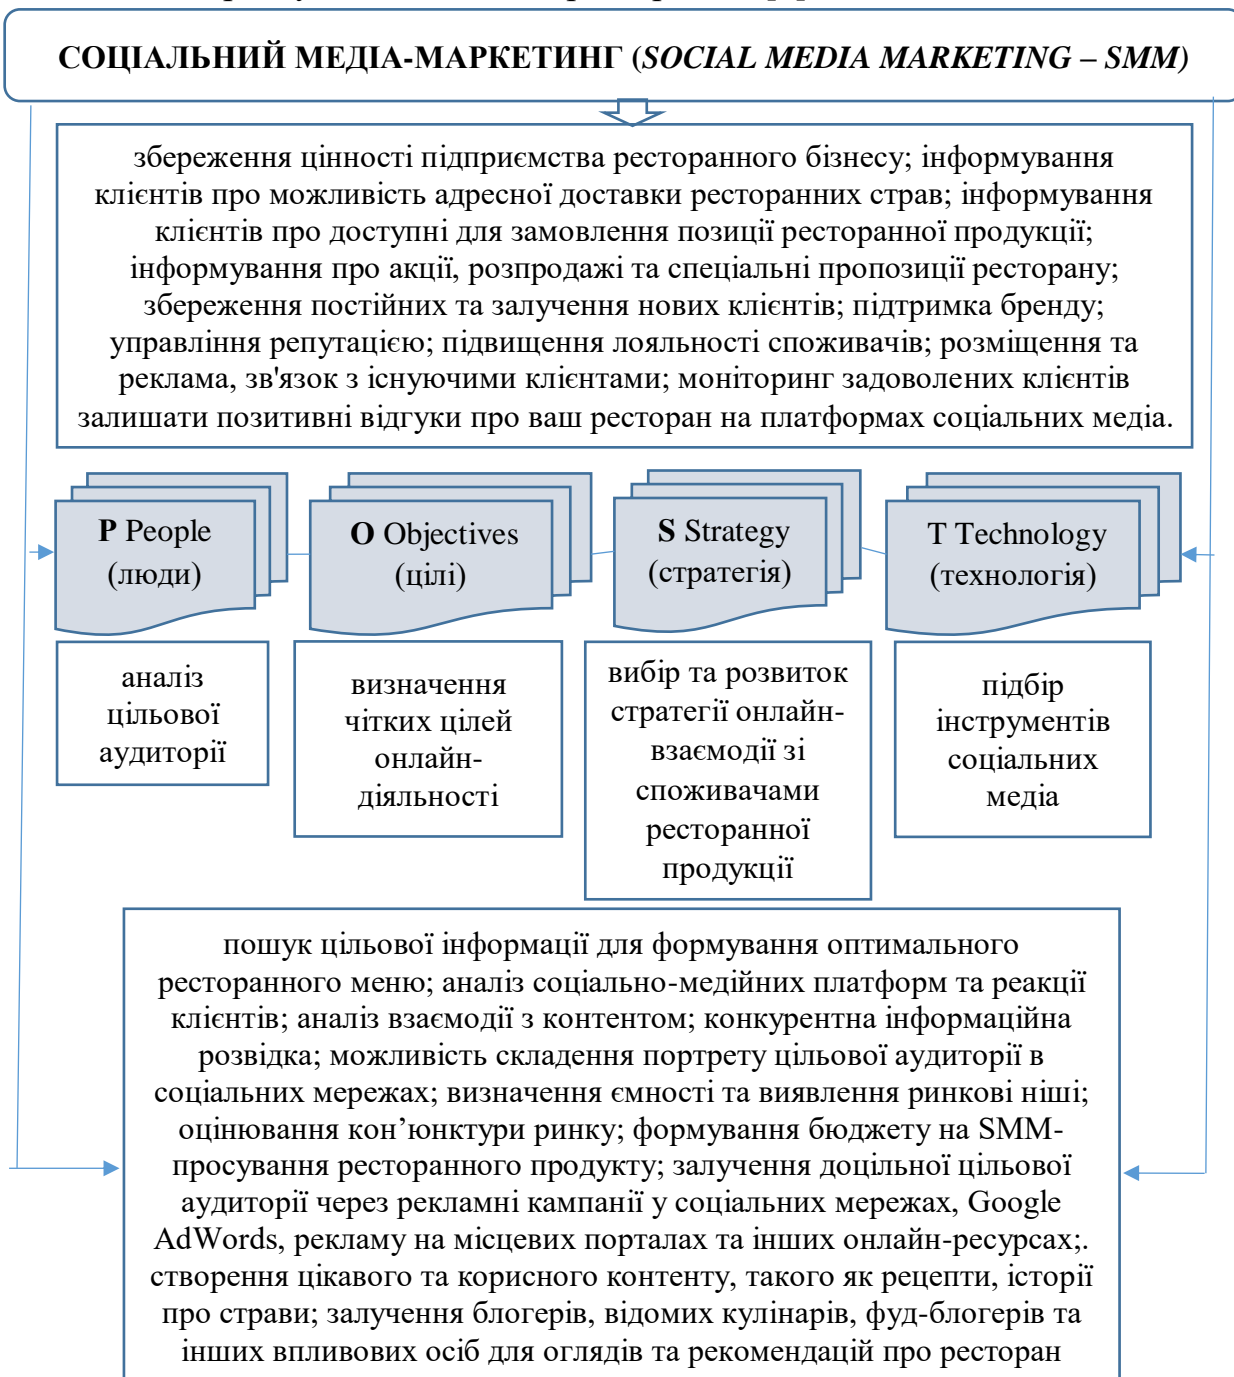 СОЦІАЛЬНИЙ МЕДІА-МАРКЕТИНГ (SOCIAL MEDIA MARKETING – SMM)
збереження цінності підприємства ресторанного бізнесу; інформування
клієнтів про можливість адресної доставки ресторанних страв; інформування
клієнтів про доступні для замовлення позиції ресторанної продукції;
інформування про акції, розпродажі та спеціальні пропозиції ресторану;
збереження постійних та залучення нових клієнтів; підтримка бренду;
управління репутацією; підвищення лояльності споживачів; розміщення та
реклама, зв'язок з існуючими клієнтами; моніторинг задоволених клієнтів
залишати позитивні відгуки про ваш ресторан на платформах соціальних медіа.
P People
(люди)
O Objectives
(цілі)
S Strategy
(стратегія)
T Technology
(технологія)
аналіз
цільової
аудиторії
визначення
чітких цілей
онлайн-
діяльності
вибір та розвиток
стратегії онлайн-
взаємодії зі
споживачами
ресторанної
продукції
підбір
інструментів
соціальних
медіа
пошук цільової інформації для формування оптимального
ресторанного меню; аналіз соціально-медійних платформ та реакції
клієнтів; аналіз взаємодії з контентом; конкурентна інформаційна
розвідка; можливість складення портрету цільової аудиторії в
соціальних мережах; визначення ємності та виявлення ринкові ніші;
оцінювання кон’юнктури ринку; формування бюджету на SMM-
просування ресторанного продукту; залучення доцільної цільової
аудиторії через рекламні кампанії у соціальних мережах, Google
AdWords, рекламу на місцевих порталах та інших онлайн-ресурсах;.
створення цікавого та корисного контенту, такого як рецепти, історії
про страви; залучення блогерів, відомих кулінарів, фуд-блогерів та
інших впливових осіб для оглядів та рекомендацій про ресторан